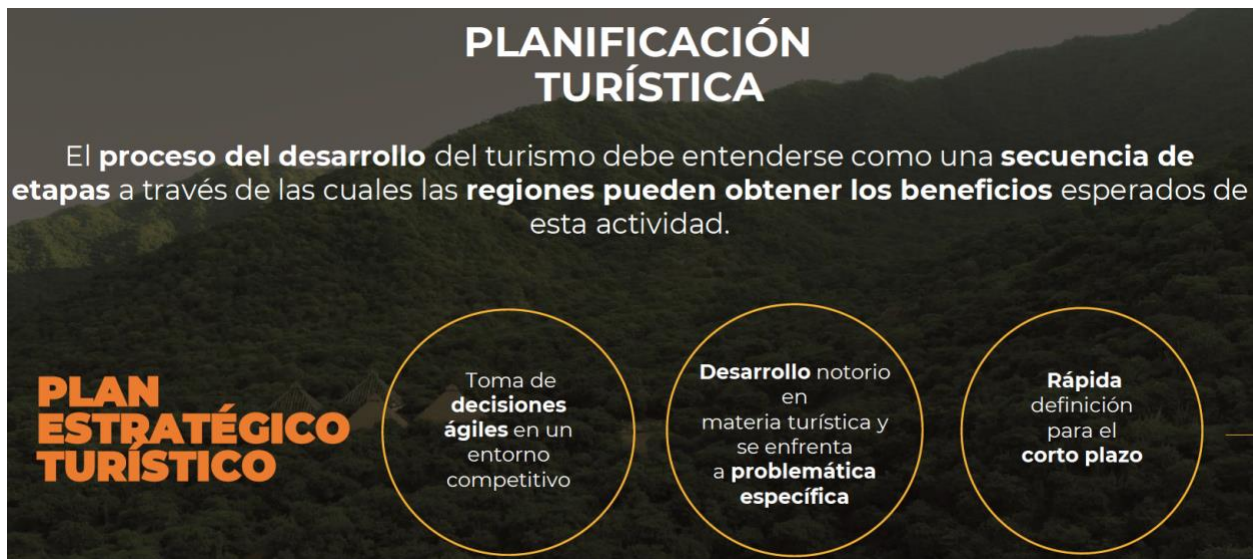 PLANIFICACIÓN
TURÍSTICA
El proceso del desarrollo del turismo debe entenderse como una secuencia de
etapas a través de las cuales las regiones pueden obtener los beneficios esperados de
esta actividad.
PLAN
ESTRATÉGICO
TURÍSTICO
Toma de
decisiones
ágiles en un
entorno
competitivo
Desarrollo notorio
en
materia turística y
se enfrenta
a problemática
específica
Rápida
definición
para el
corto plazo